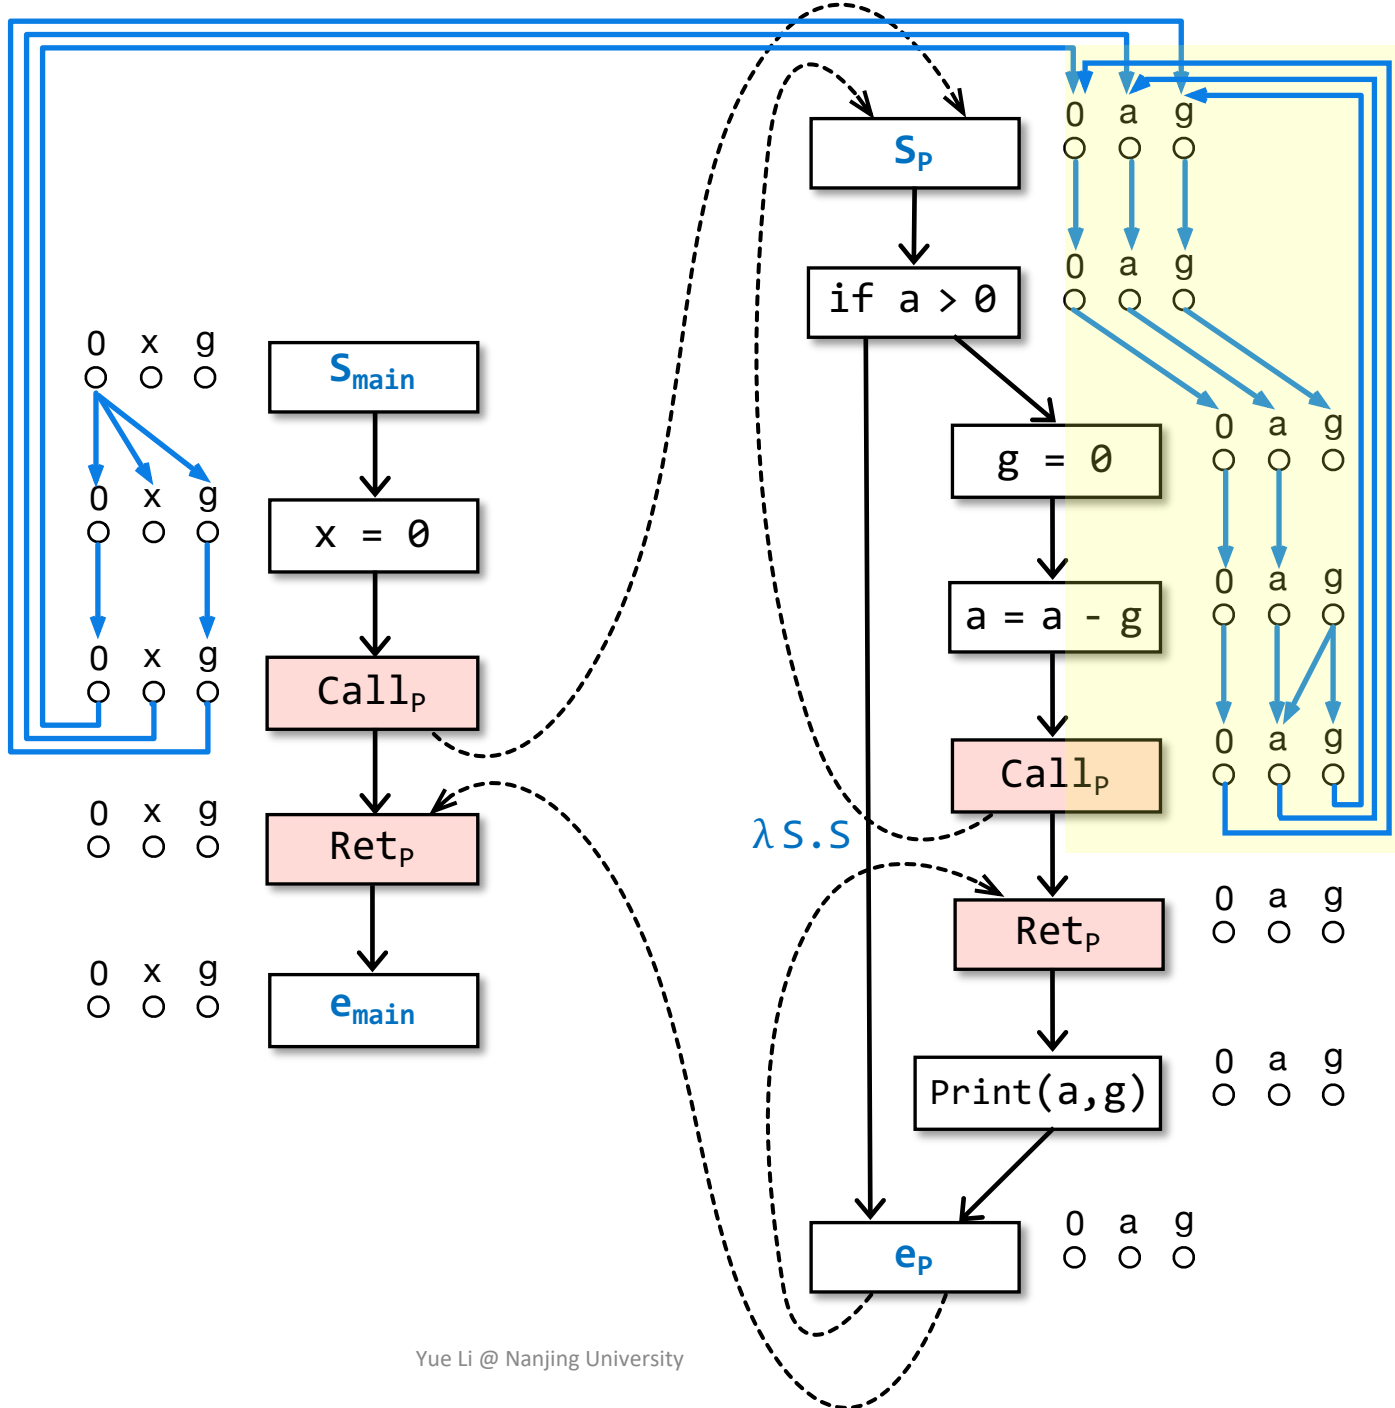 0 a g
S_P
0 a g
if a > 0
0 x g
S_main
0 a g
g = 0
0 x g
x = 0
0 a g
a = a - g
0 x g
Call_P
0 a g
Call_P
λS.S
0 x g
Ret_P
0 a g
Ret_P
0 x g
e_main
0 a g
Print(a,g)
0 a g
e_P
Yue Li @ Nanjing University